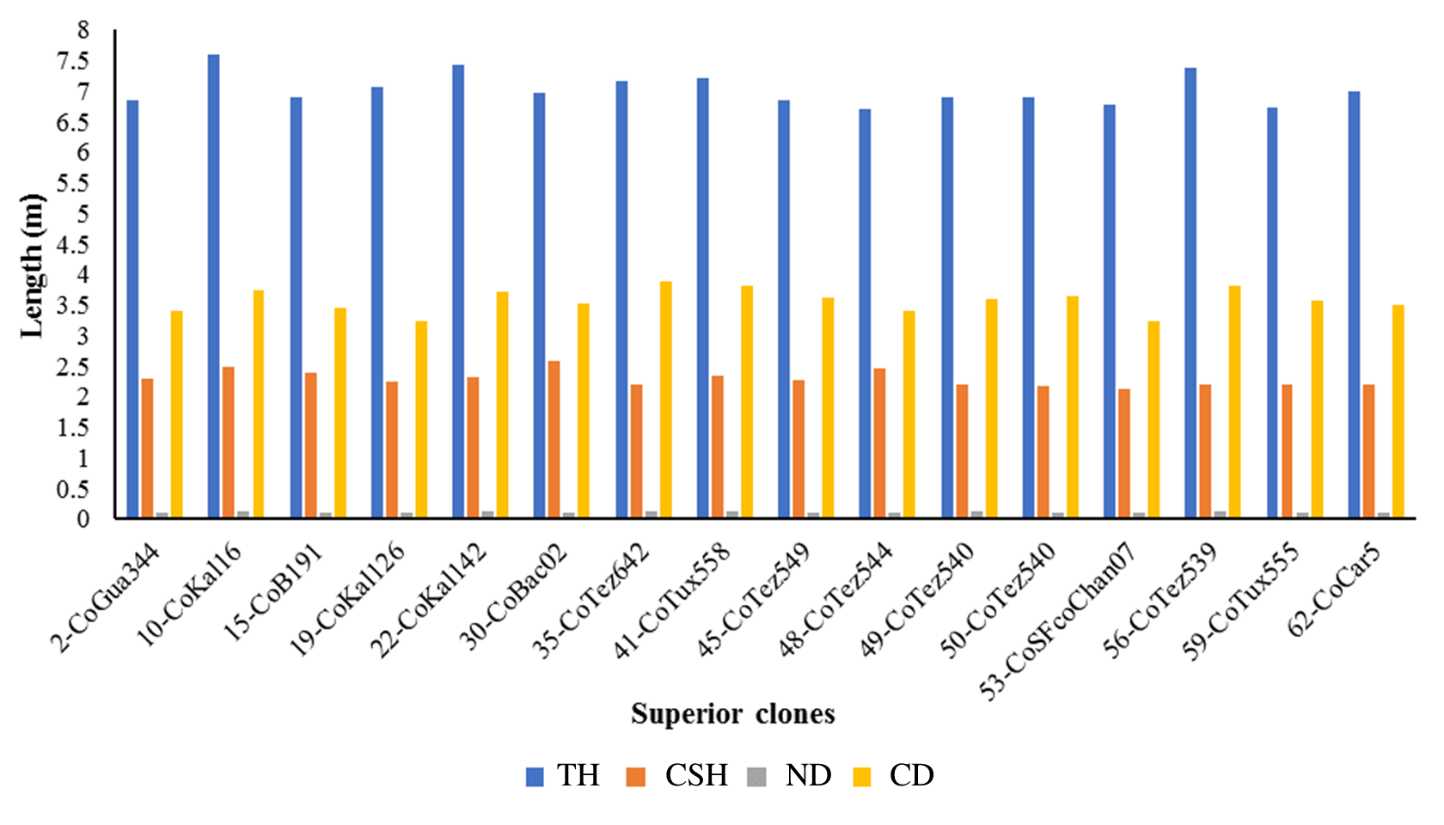 8
7.5
7
6.5
6
5.5
5
4.5
4
3.5
3
2.5
2
1.5
1
0.5
0
Length (m)
2-CoGua344
10-CoKal16
15-CoB191
19-CoKal126
22-CoKal142
30-CoBac02
35-CoTez642
41-CoTux558
45-CoTez549
48-CoTez544
49-CoTez540
50-CoTez540
53-CoSFcoChan07
56-CoTez539
59-CoTux555
62-CoCar5
Superior clones
TH CSH ND CD